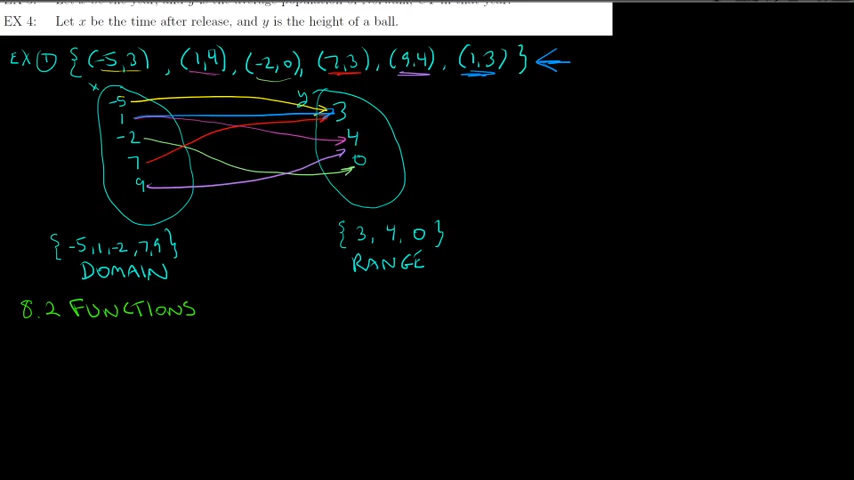 EX 4: Let x be the time after release, and y is the height of a ball.
EX ① {(-5,3), (1,4), (-2,0), (7,3), (9,4), (1,3)}
x y
-5 3
1 4
-2 0
7
9
{-5,1,-2,7,9} {3, 4, 0}
DOMAIN RANGE
8.2 FUNCTIONS